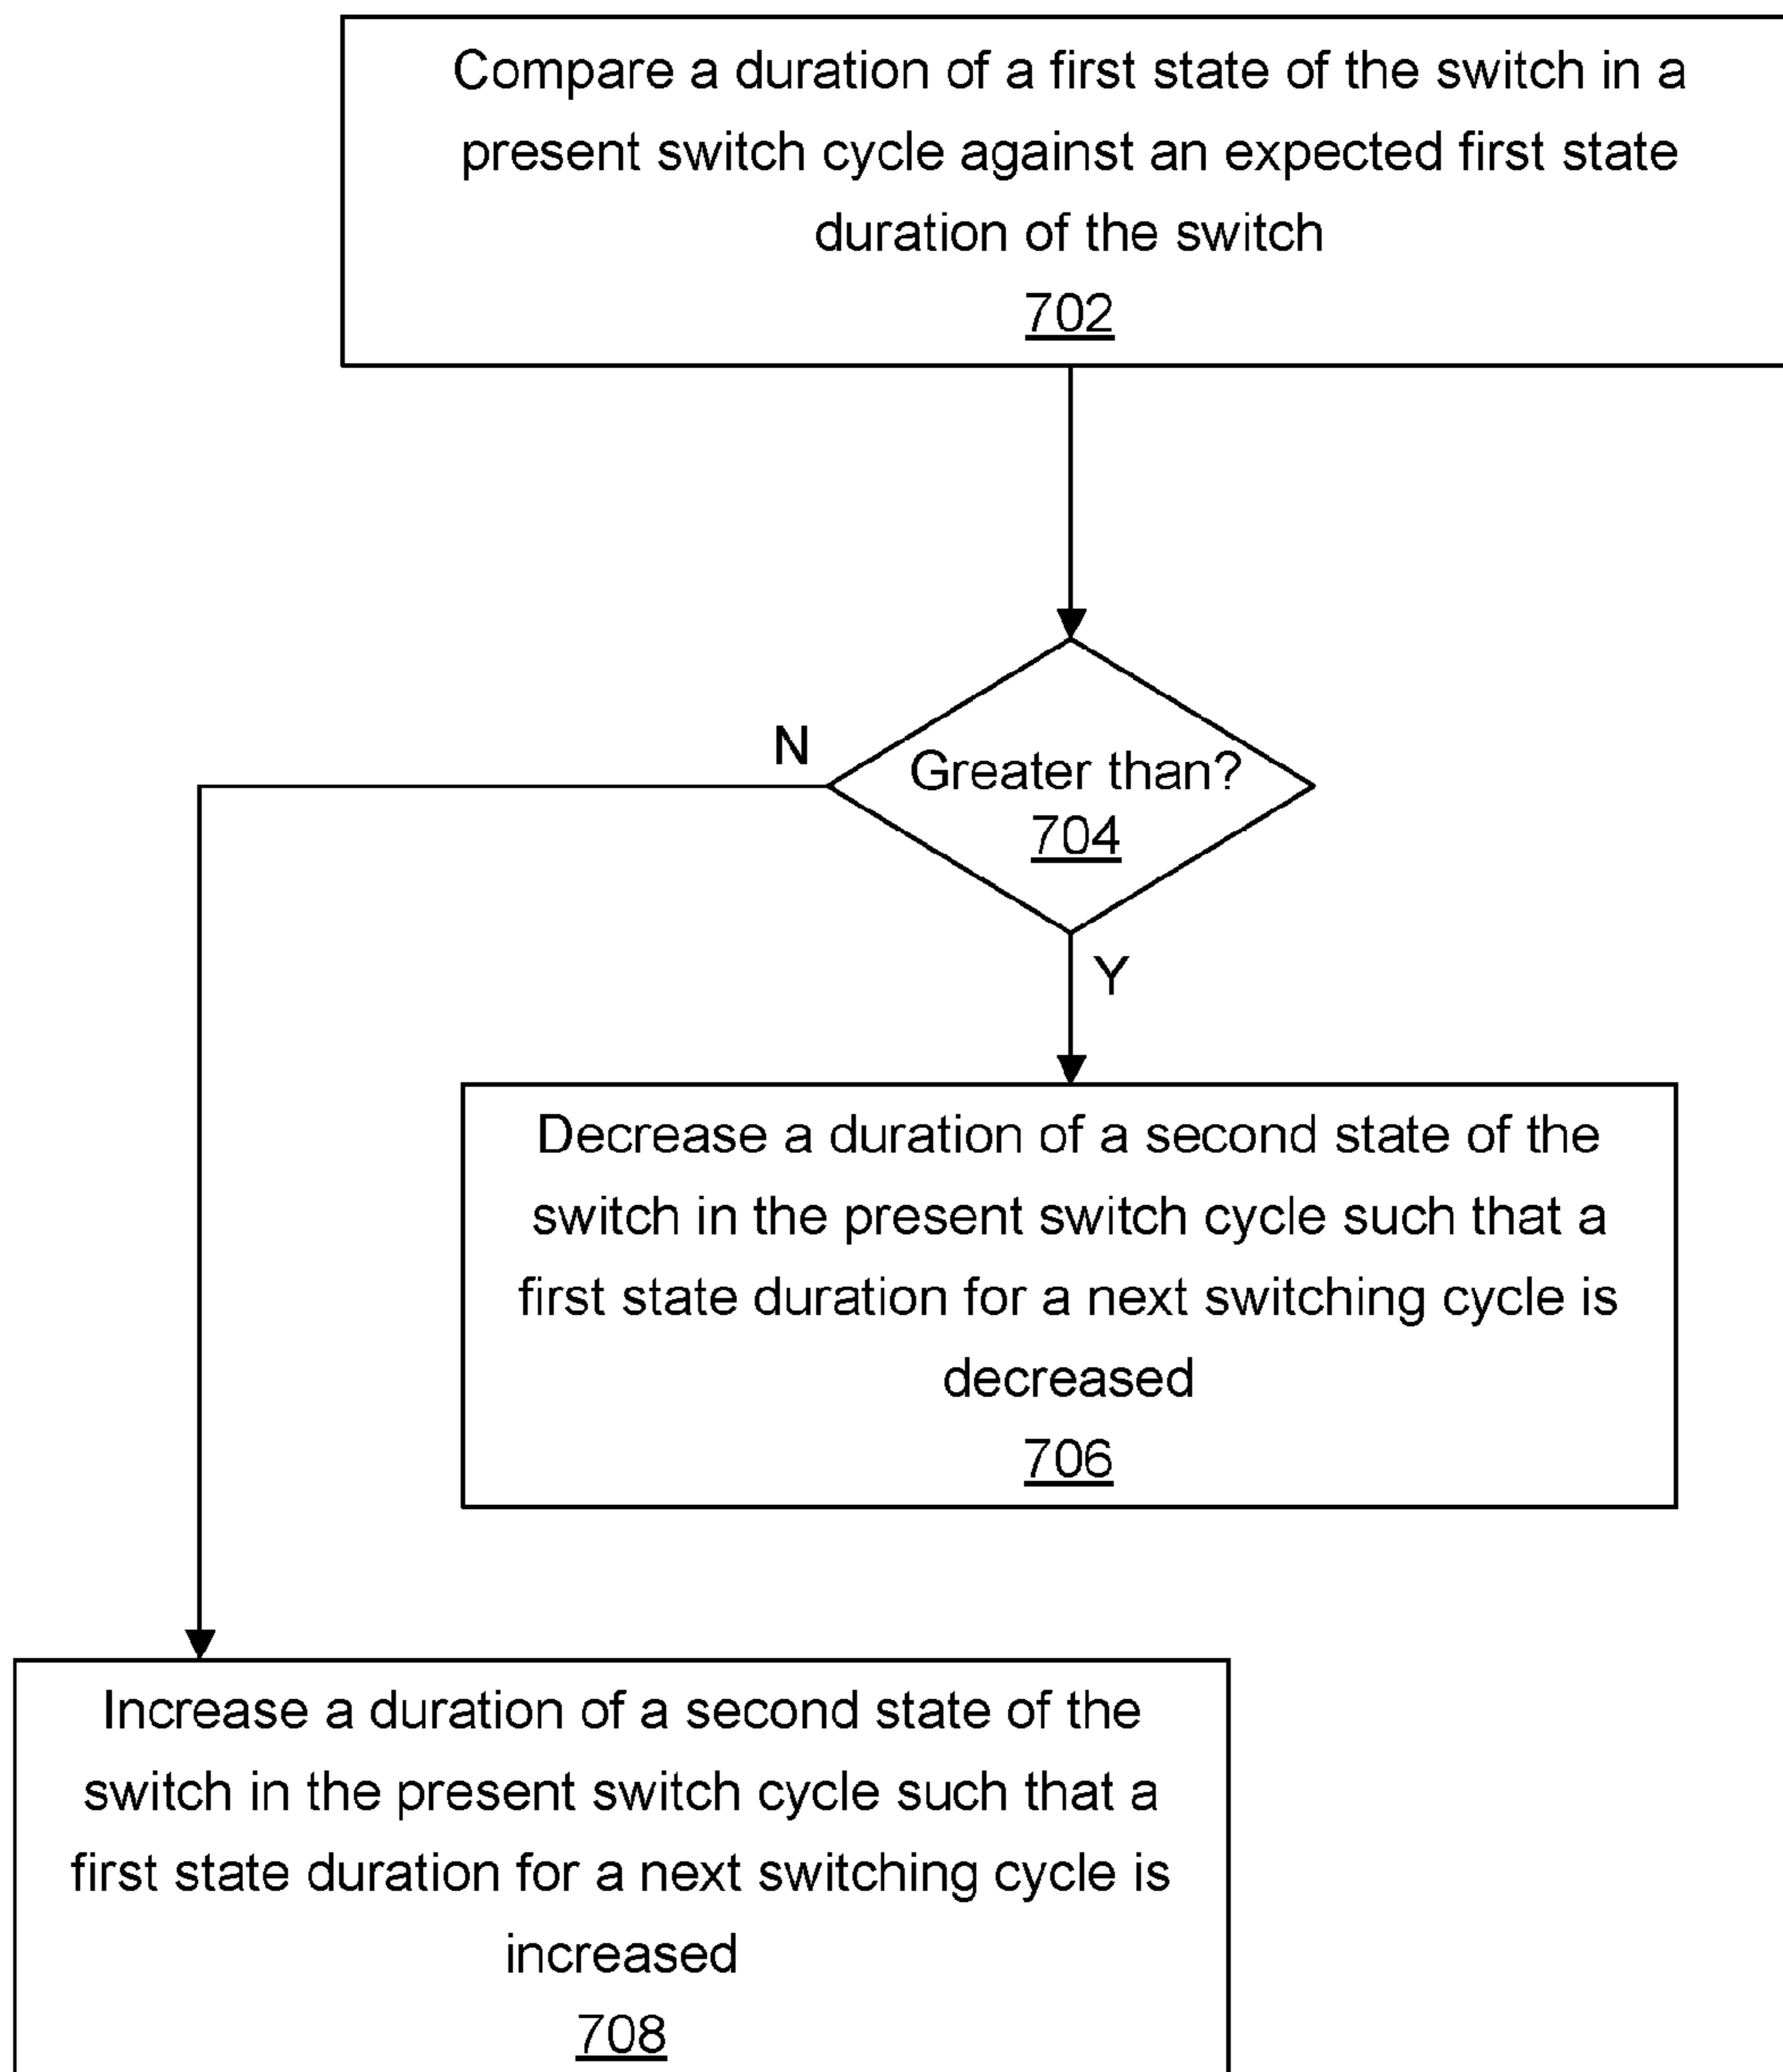 Compare a duration of a first state of the switch in a
present switch cycle against an expected first state
duration of the switch
702
N
Greater than?
704
Y
Decrease a duration of a second state of the
switch in the present switch cycle such that a
first state duration for a next switching cycle is
decreased
706
Increase a duration of a second state of the
switch in the present switch cycle such that a
first state duration for a next switching cycle is
increased
708